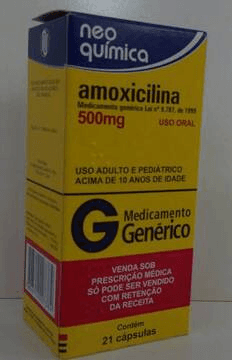 neo
química
amoxicilina
Medicamento genérico Lei nº 9.787, de 1999
500mg
USO ORAL
USO ADULTO E PEDIÁTRICO
ACIMA DE 10 ANOS DE IDADE
G Medicamento
Genérico
VENDA SOB
PRESCRIÇÃO MÉDICA
SÓ PODE SER VENDIDO
COM RETENÇÃO
DA RECEITA
Contém
21 cápsulas